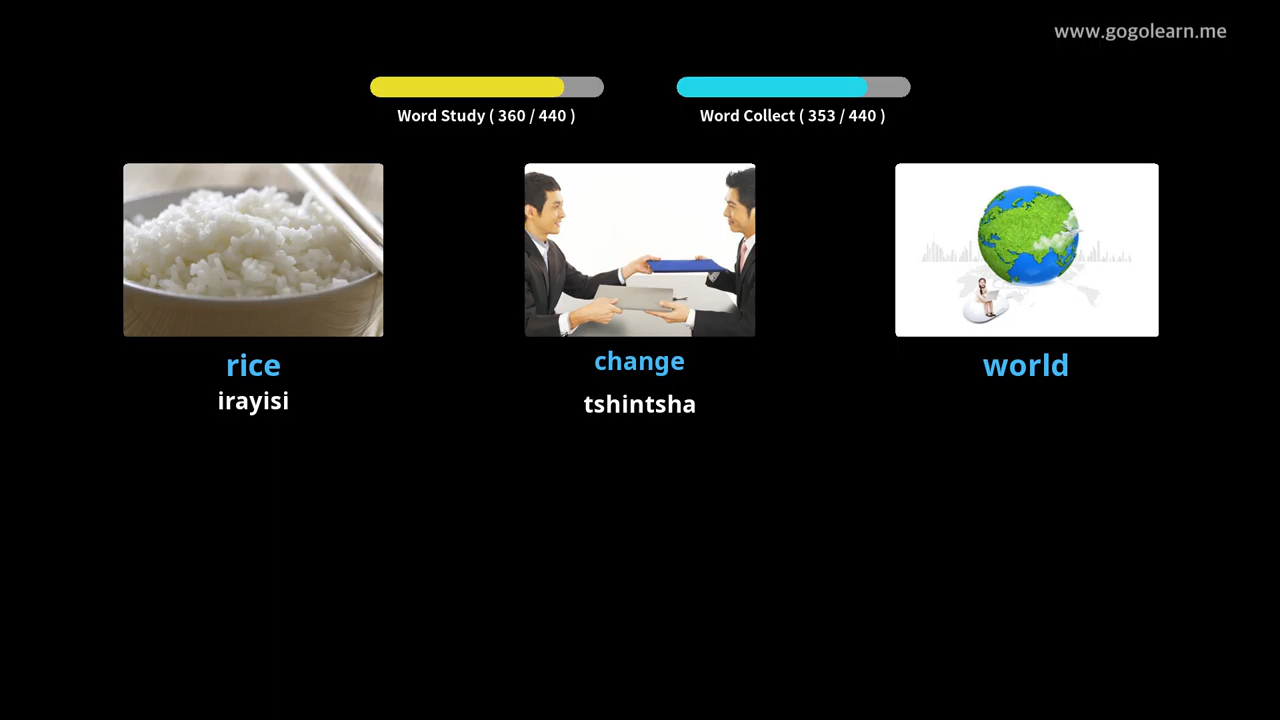 www.gogolearn.me
Word Study ( 360 / 440 )
Word Collect ( 353 / 440 )
rice
irayisi
change
tshintsha
world